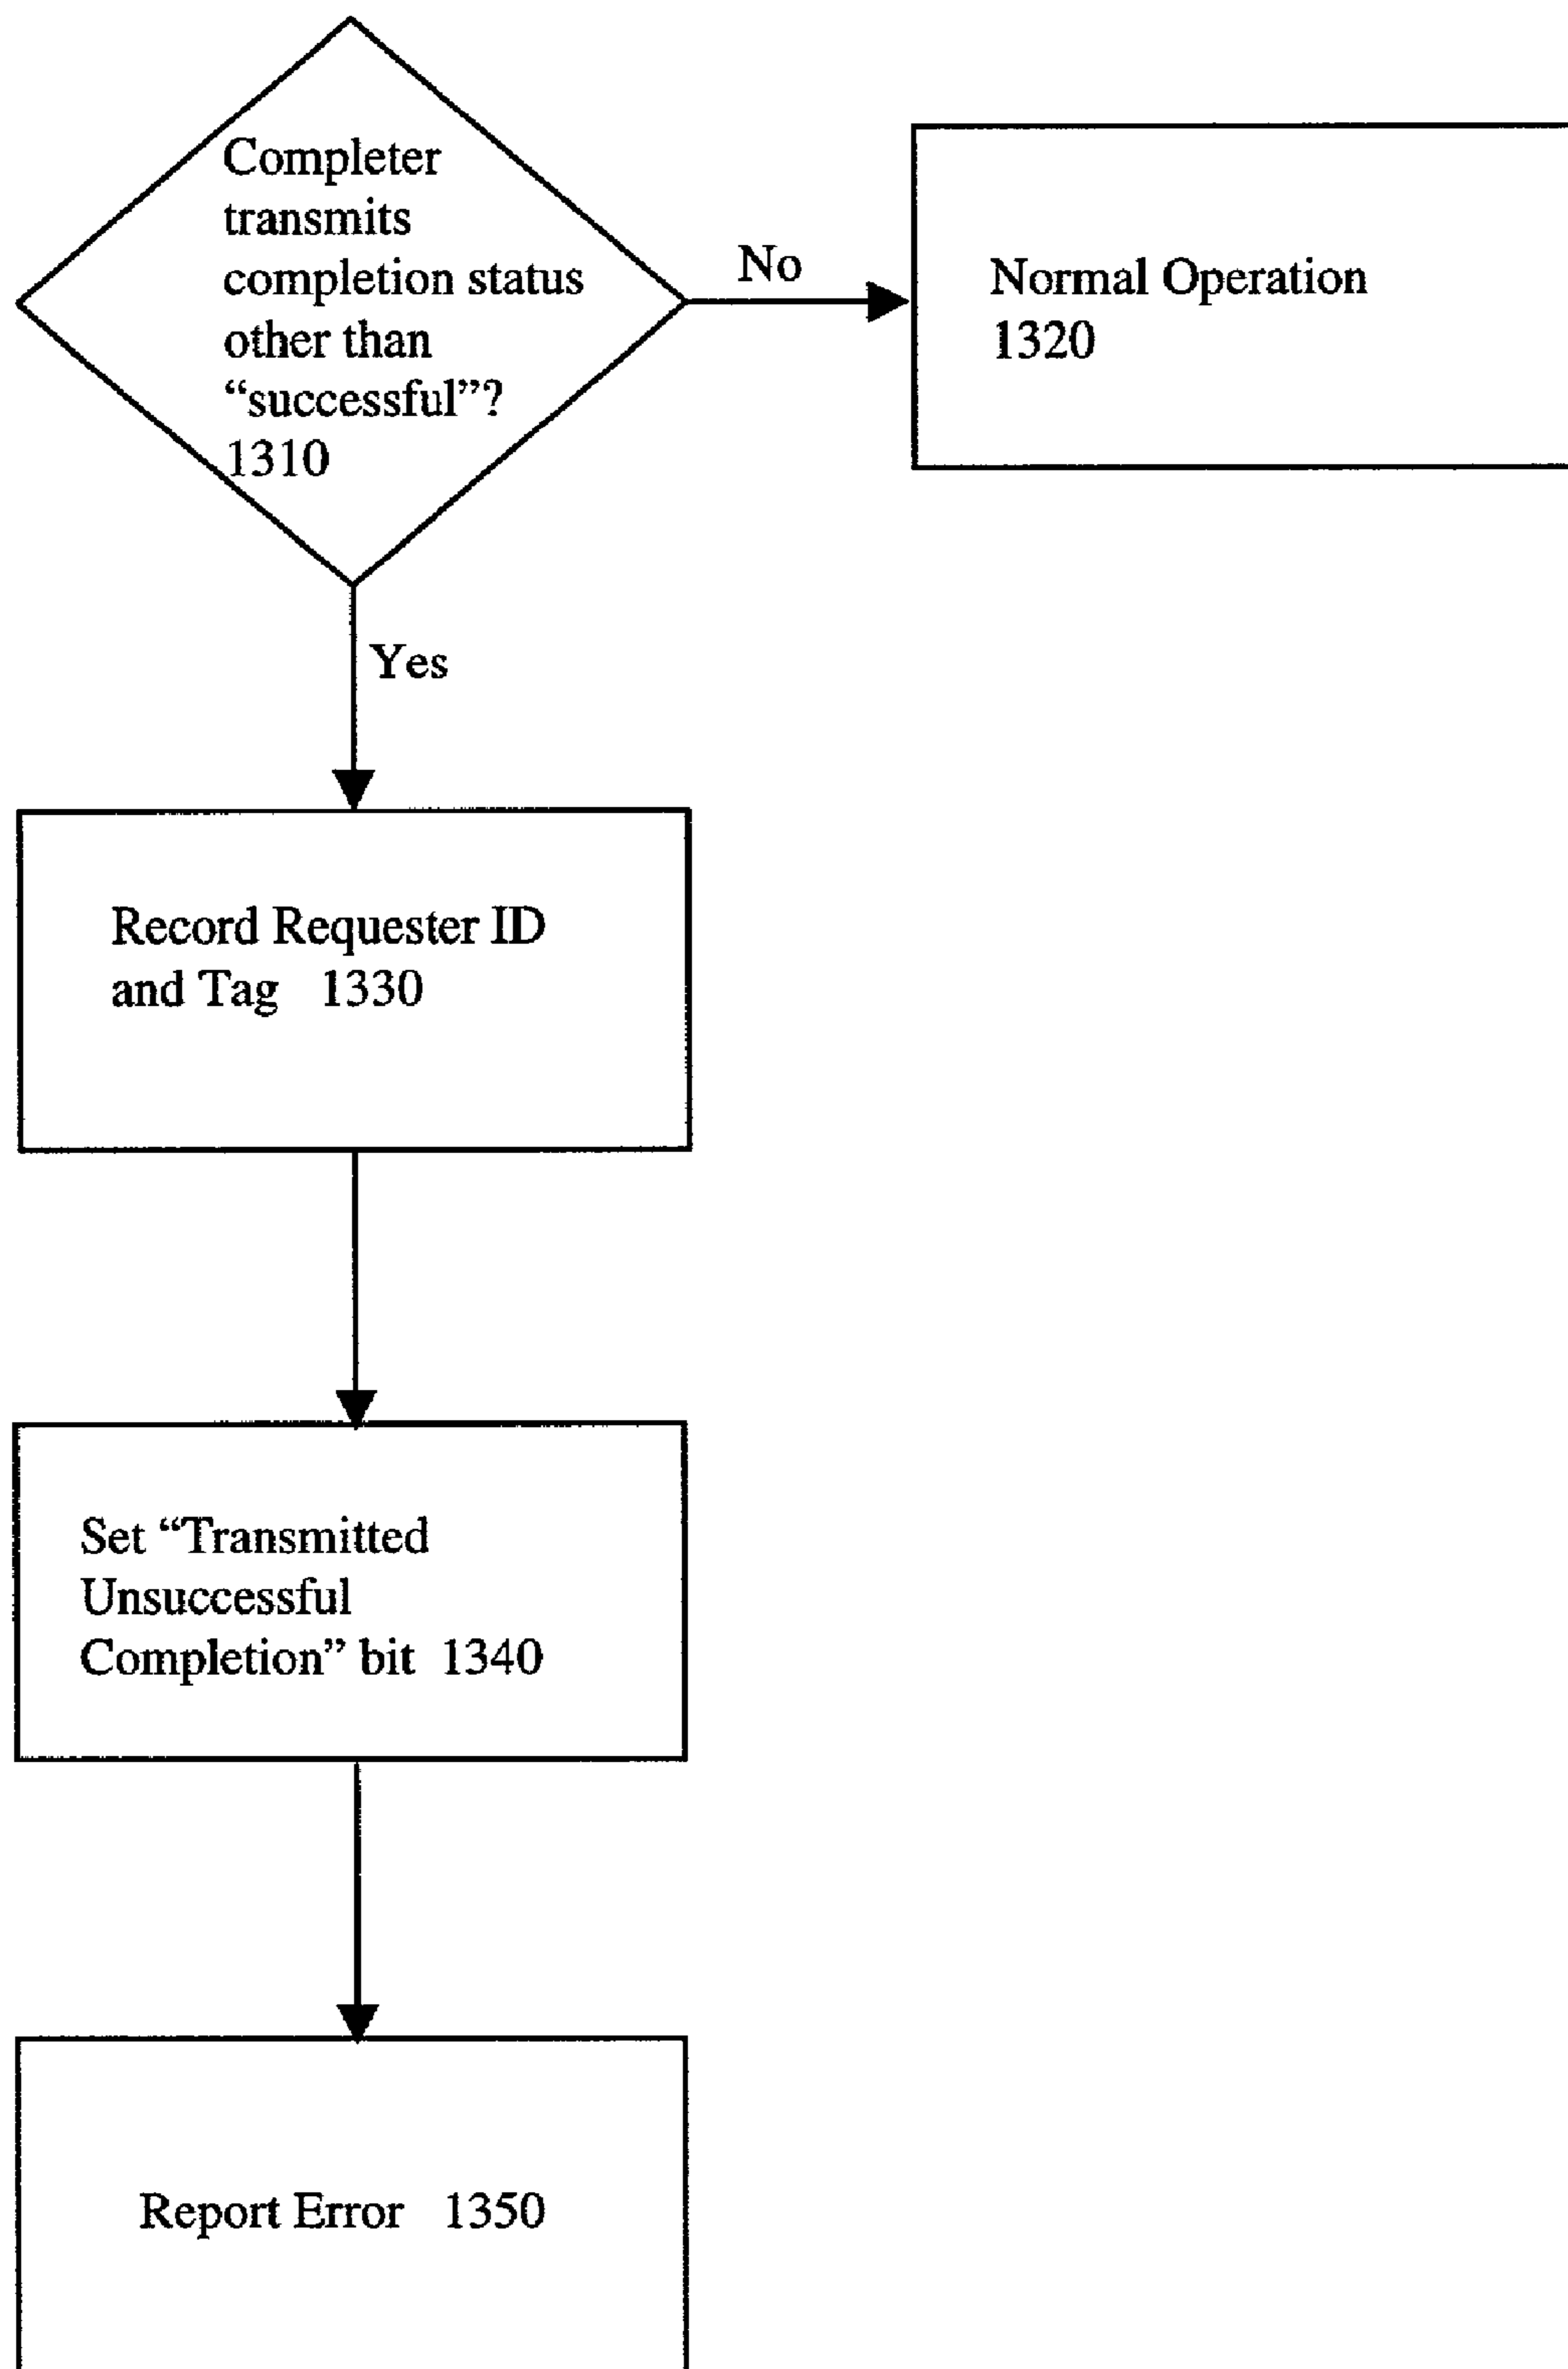 Completer
transmits
completion status
other than
“successful”?
1310
No
Normal Operation
1320
Yes
Record Requester ID
and Tag 1330
Set “Transmitted
Unsuccessful
Completion” bit 1340
Report Error 1350